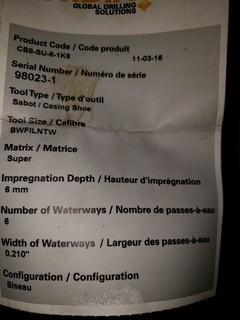 GLOBAL DRILLING
SOLUTIONS
Product Code / Code produit
CBS-SU-6-1K8 11-03-16
Serial Number / Numéro de série
98023-1
Tool Type / Type d'outil
Sabot / Casing Shoe
Tool Size / Calibre
BWFILNTW
Matrix / Matrice
Super
Impregnation Depth / Hauteur d'imprégnation
6 mm
Number of Waterways / Nombre de passes-à-eau
6
Width of Waterways / Largeur des passes-à-eau
0.210"
Configuration / Configuration
Biseau